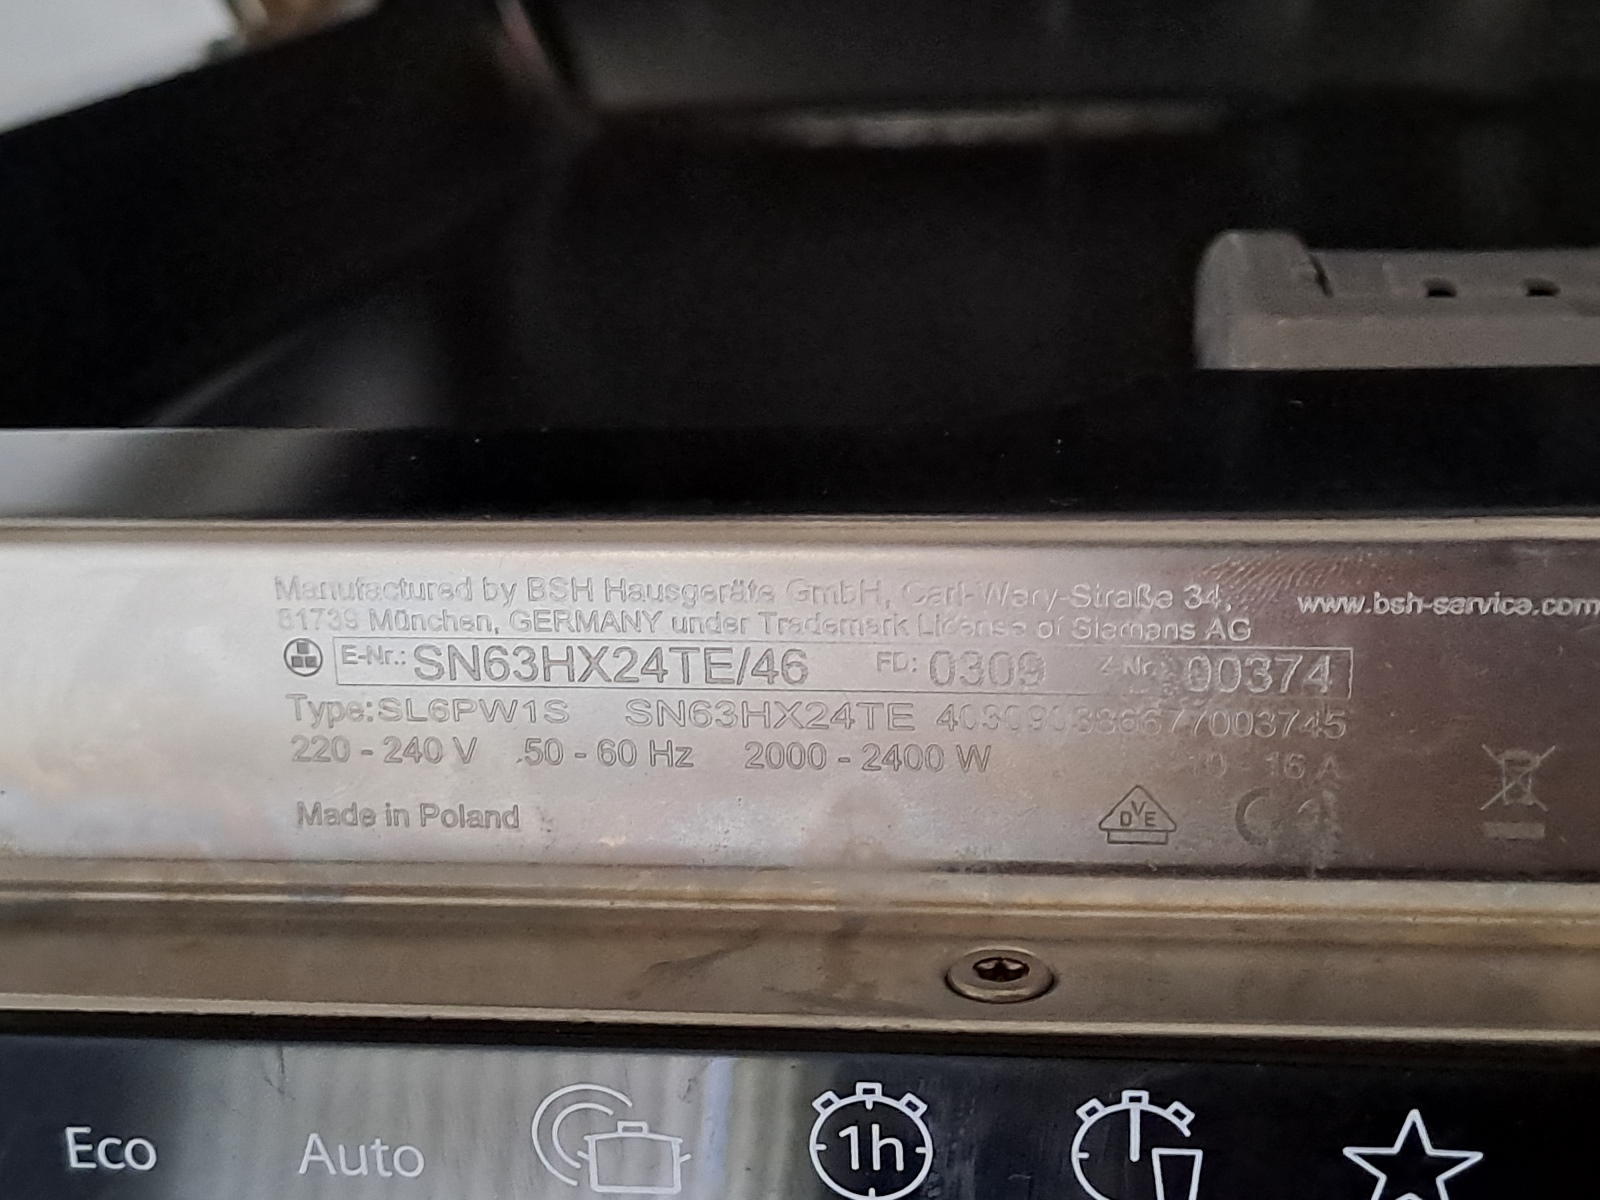 Manufactured by BSH Hausgeräte GmbH, Carl-Wery-Straße 34,
81739 München, GERMANY under Trademark License of Siemens AG
www.bsh-service.com
E-Nr.: SN63HX24TE/46 FD: 0309 Z-Nr. 00374
Type: SL6PW1S SN63HX24TE
220 - 240 V 50 - 60 Hz 2000 - 2400 W 10 - 16 A
Made in Poland
DVE
Eco Auto 1h